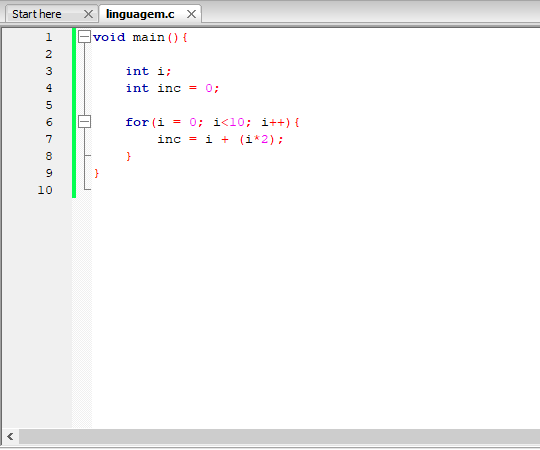 Start here
linguagem.c
1 void main(){
2
3 int i;
4 int inc = 0;
5
6 for(i = 0; i<10; i++){
7 inc = i + (i*2);
8 }
9 }
10